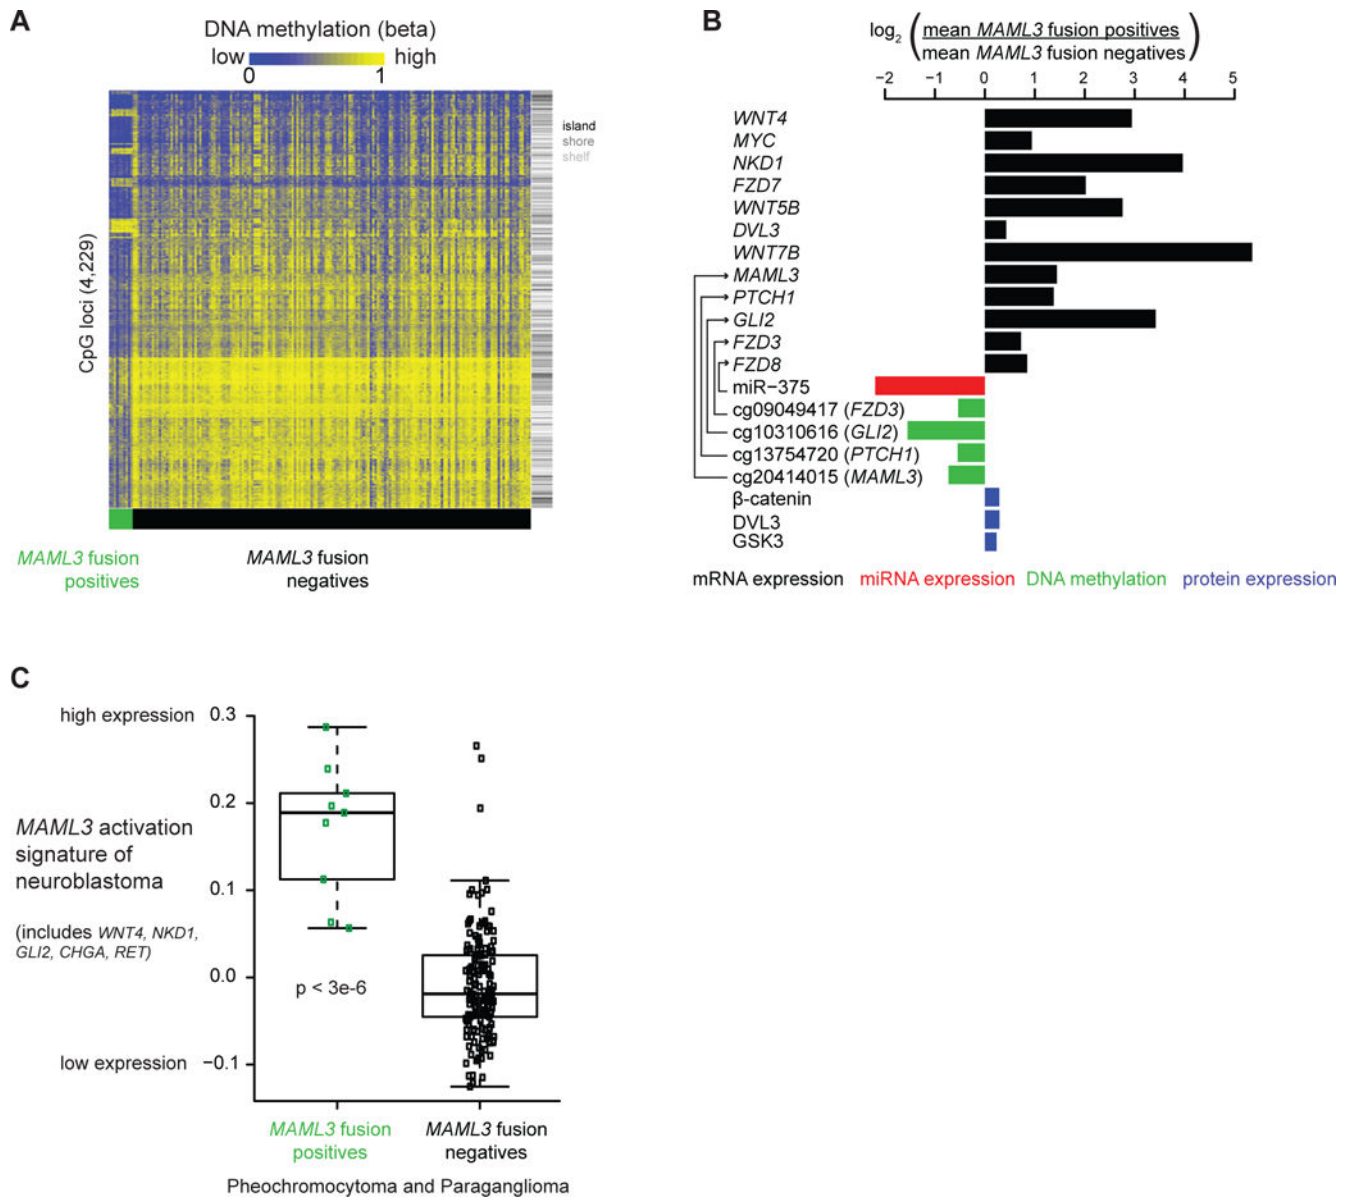 A
DNA methylation (beta)
low
high
0
1
CpG loci (4,229)
island
shore
shelf
MAML3 fusion
positives
MAML3 fusion
negatives
B
log2 (mean MAML3 fusion positives
mean MAML3 fusion negatives)
−2 −1 0 1 2 3 4 5
WNT4
MYC
NKD1
FZD7
WNT5B
DVL3
WNT7B
MAML3
PTCH1
GLI2
FZD3
FZD8
miR−375
cg09049417 (FZD3)
cg10310616 (GLI2)
cg13754720 (PTCH1)
cg20414015 (MAML3)
β-catenin
DVL3
GSK3
mRNA expression miRNA expression DNA methylation protein expression
C
high expression
0.3
0.2
0.1
0.0
−0.1
low expression
MAML3 activation
signature of
neuroblastoma
(includes WNT4, NKD1,
GLI2, CHGA, RET)
p < 3e-6
MAML3 fusion
positives
MAML3 fusion
negatives
Pheochromocytoma and Paraganglioma